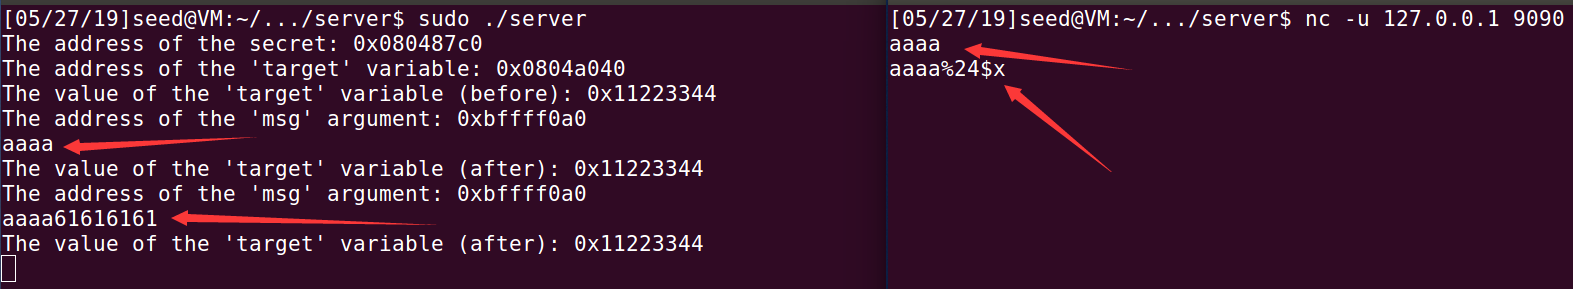 [05/27/19]seed@VM:~/.../server$ sudo ./server
The address of the secret: 0x080487c0
The address of the 'target' variable: 0x0804a040
The value of the 'target' variable (before): 0x11223344
The address of the 'msg' argument: 0xbffff0a0
aaaa
The value of the 'target' variable (after): 0x11223344
The address of the 'msg' argument: 0xbffff0a0
aaaa61616161
The value of the 'target' variable (after): 0x11223344
[05/27/19]seed@VM:~/.../server$ nc -u 127.0.0.1 9090
aaaa
aaaa%24$x